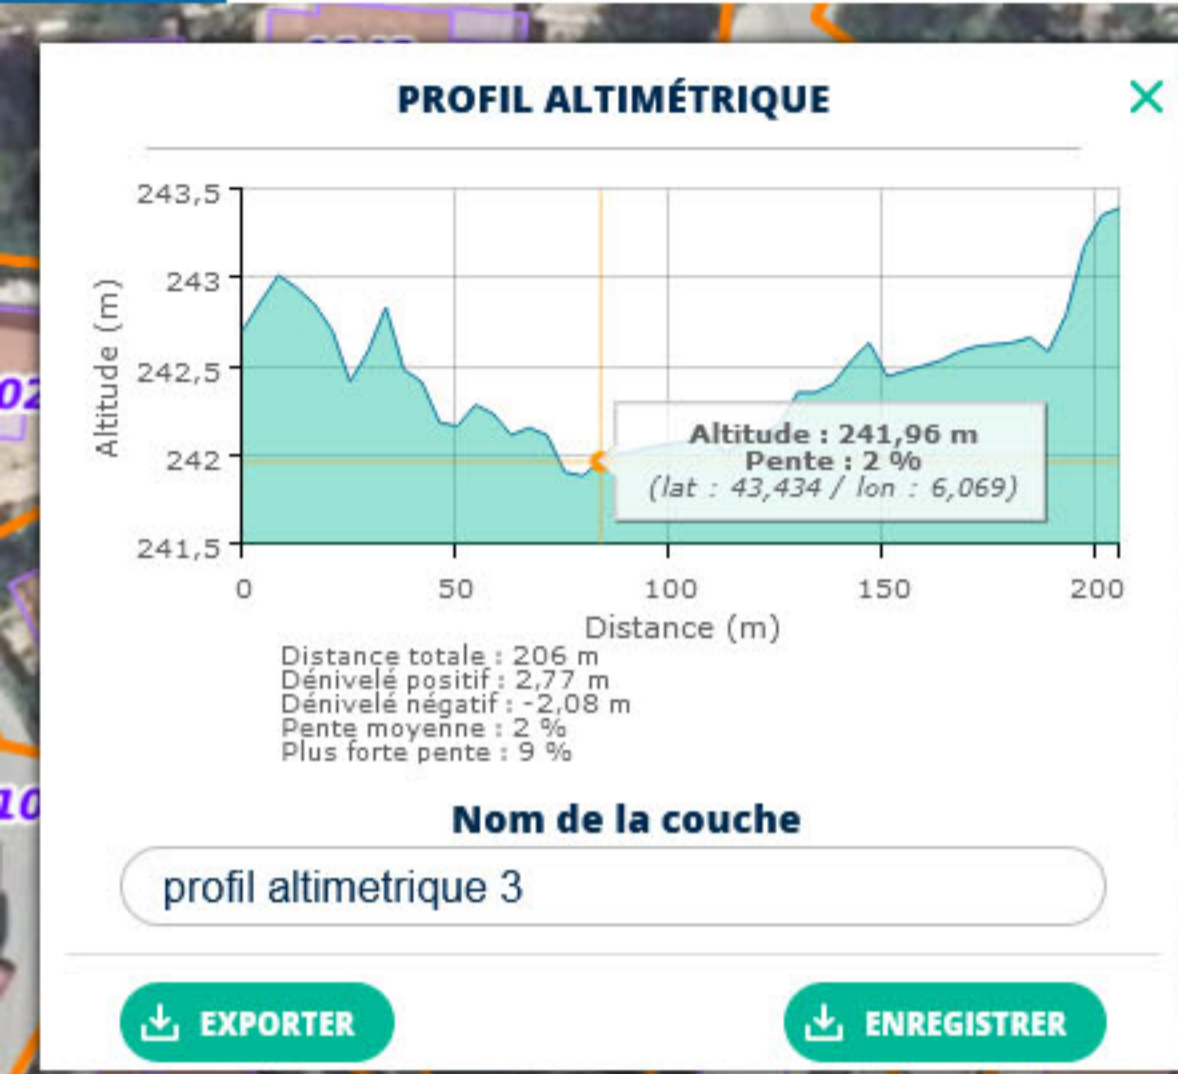 PROFIL ALTIMÉTRIQUE
243,5
243
242,5
242
241,5
Altitude (m)
Altitude : 241,96 m
Pente : 2 %
(lat : 43,434 / lon : 6,069)
0 50 100 150 200
Distance (m)
Distance totale : 206 m
Dénivelé positif : 2,77 m
Dénivelé négatif : -2,08 m
Pente moyenne : 2 %
Plus forte pente : 9 %
Nom de la couche
profil altimetrique 3
EXPORTER
ENREGISTRER
02
10